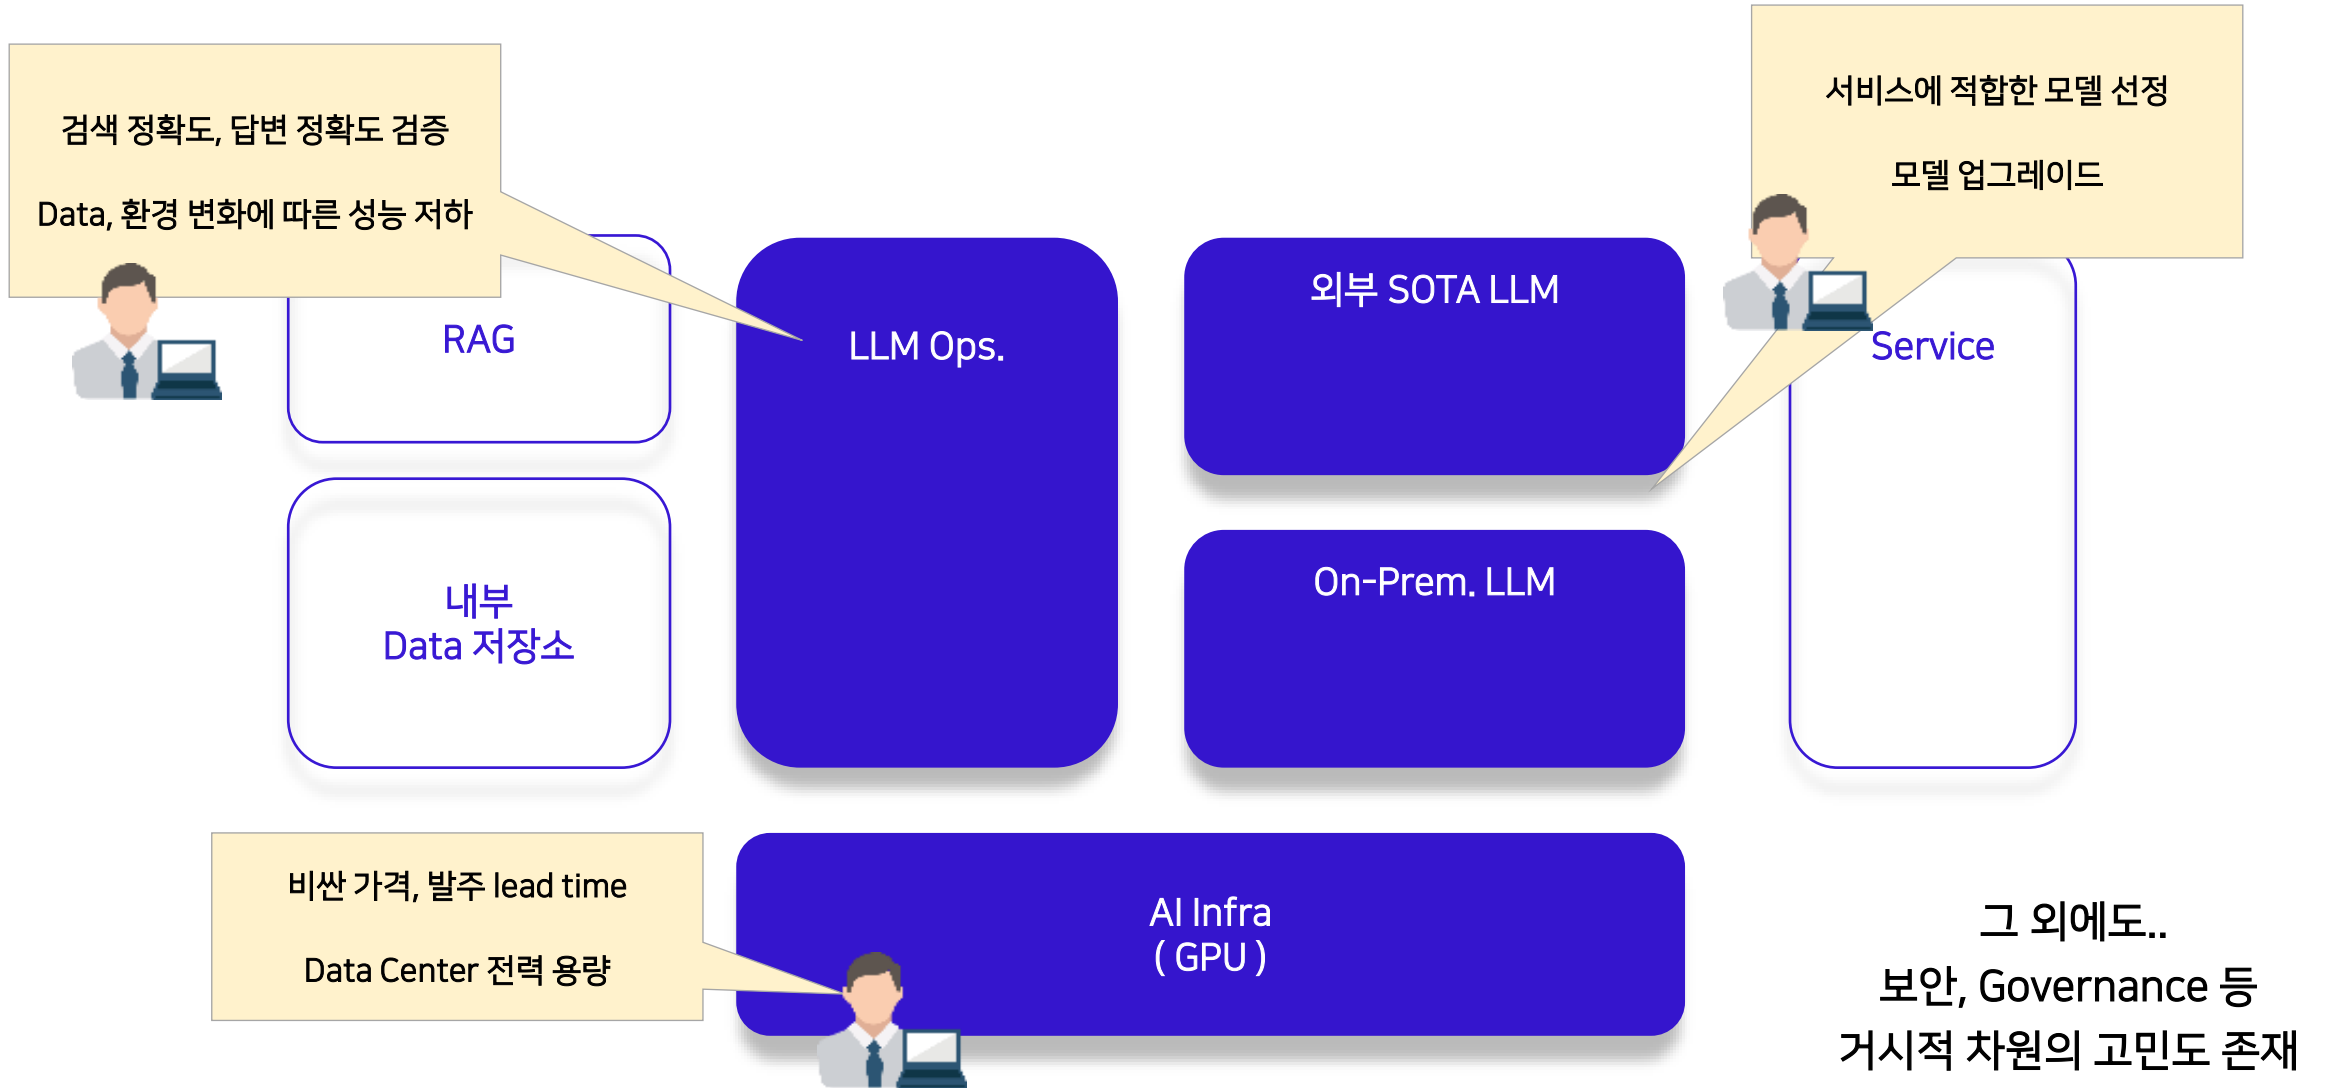 검색 정확도, 답변 정확도 검증
Data, 환경 변화에 따른 성능 저하
서비스에 적합한 모델 선정
모델 업그레이드
RAG
LLM Ops.
외부 SOTA LLM
Service
내부
Data 저장소
On-Prem. LLM
비싼 가격, 발주 lead time
Data Center 전력 용량
AI Infra
( GPU )
그 외에도..
보안, Governance 등
거시적 차원의 고민도 존재